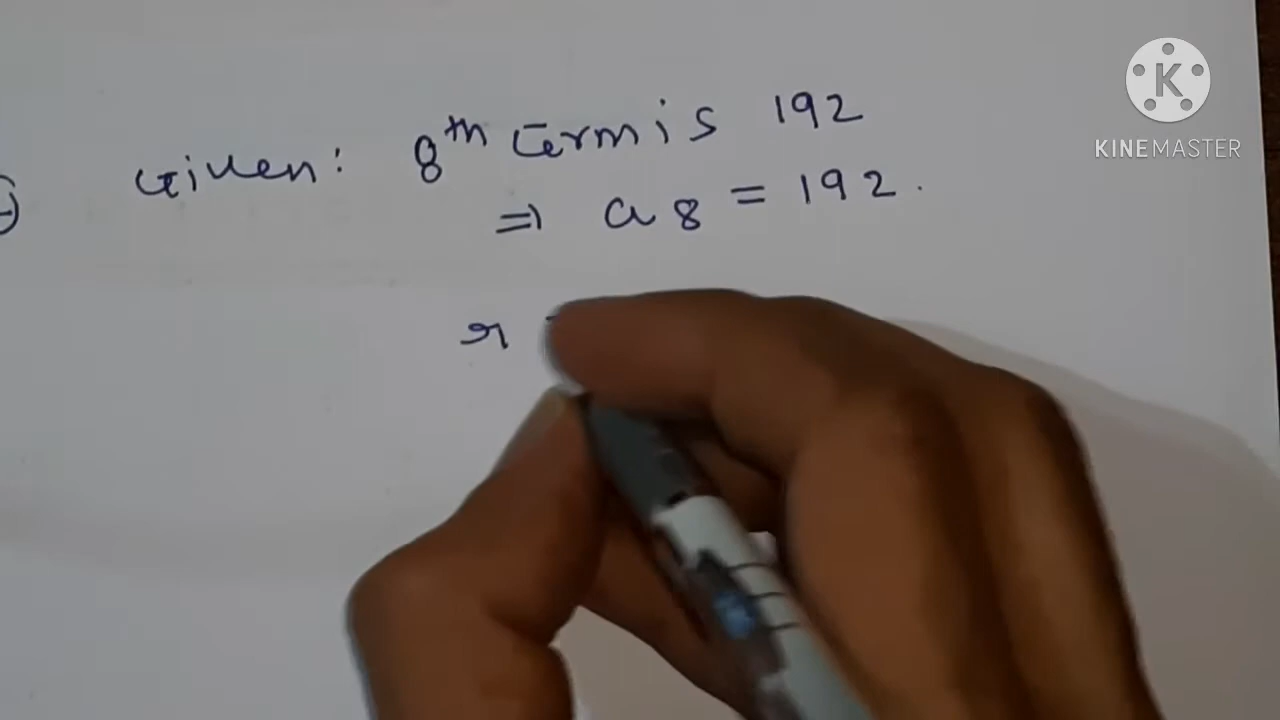 KINEMASTER
Given: 8th term is 192
⇒ a8 = 192.
r